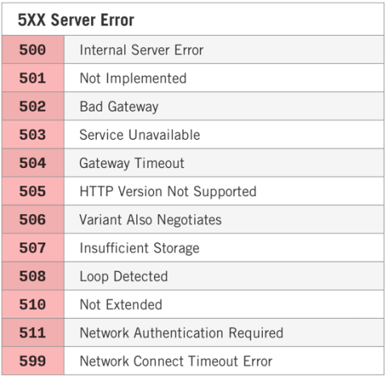 5XX Server Error
500 Internal Server Error
501 Not Implemented
502 Bad Gateway
503 Service Unavailable
504 Gateway Timeout
505 HTTP Version Not Supported
506 Variant Also Negotiates
507 Insufficient Storage
508 Loop Detected
510 Not Extended
511 Network Authentication Required
599 Network Connect Timeout Error